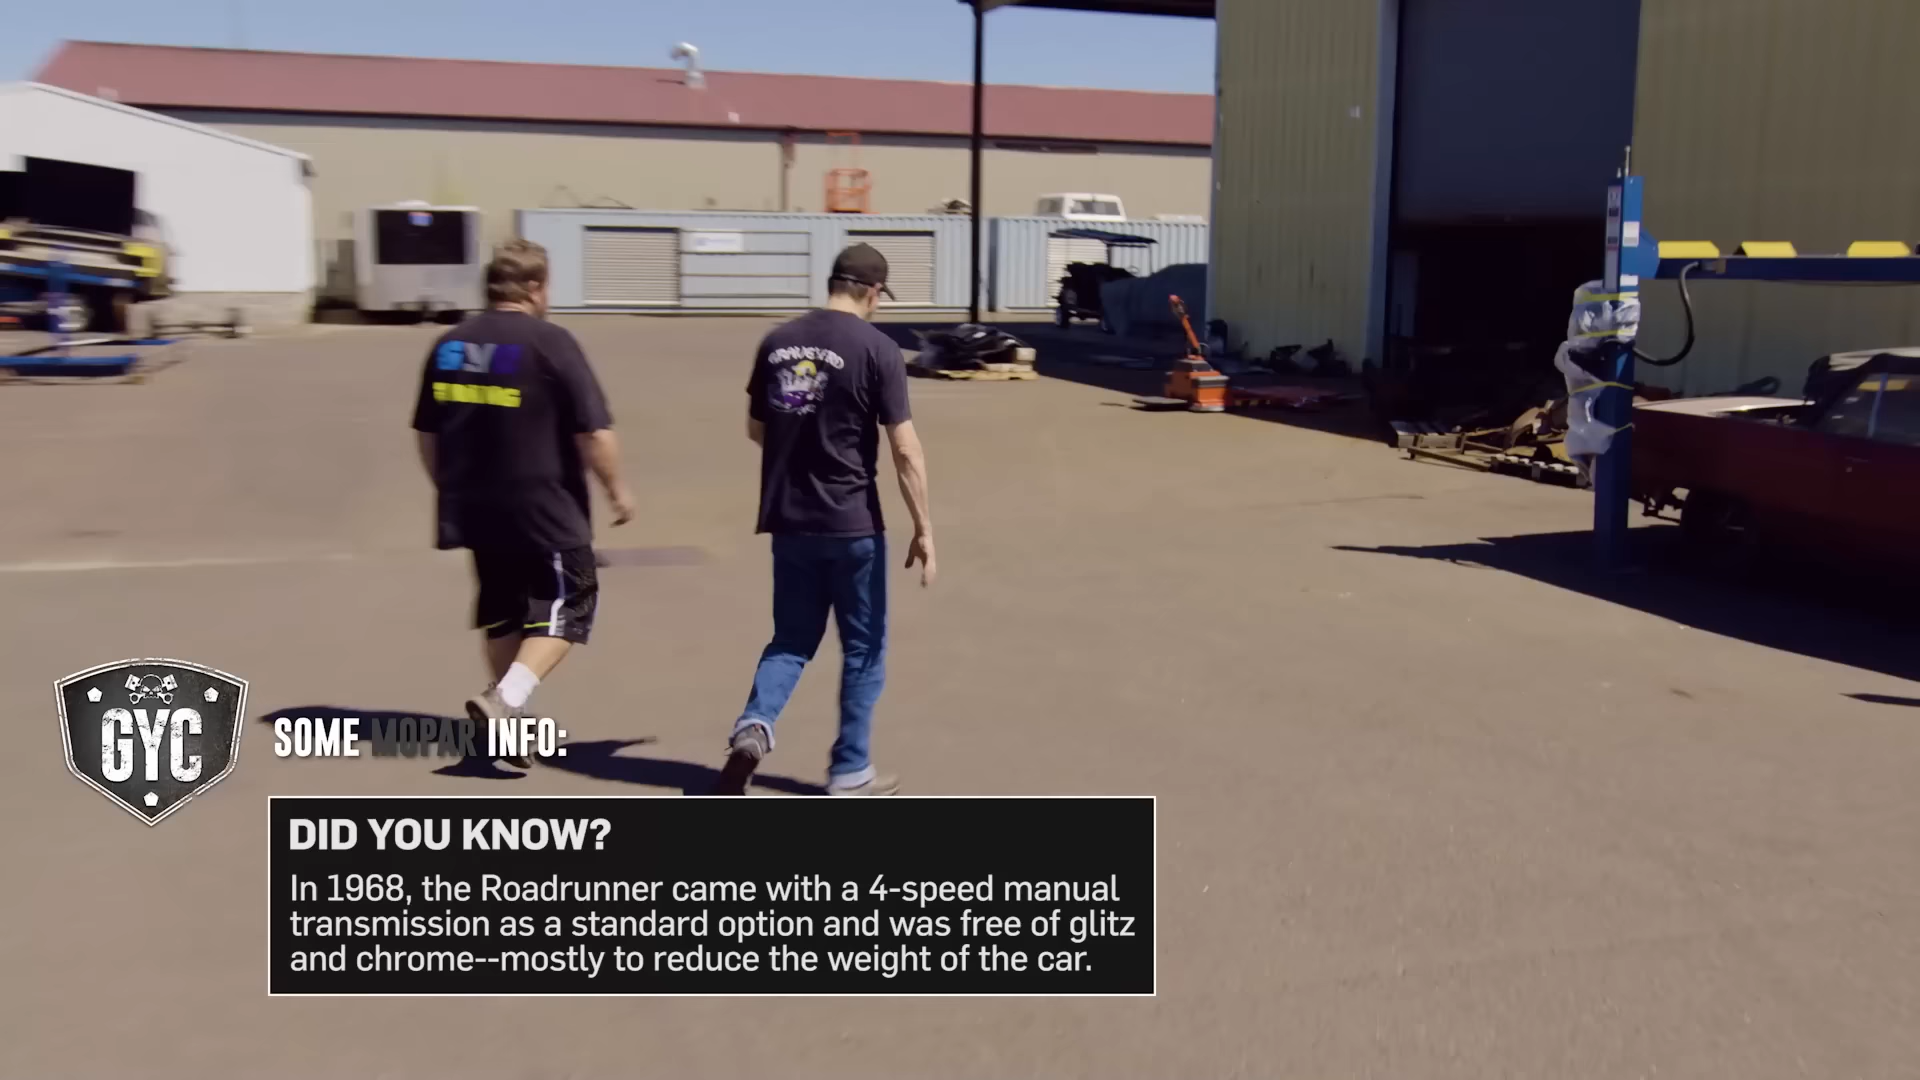 GYC
SOME MOPAR INFO:
DID YOU KNOW?
In 1968, the Roadrunner came with a 4-speed manual
transmission as a standard option and was free of glitz
and chrome--mostly to reduce the weight of the car.